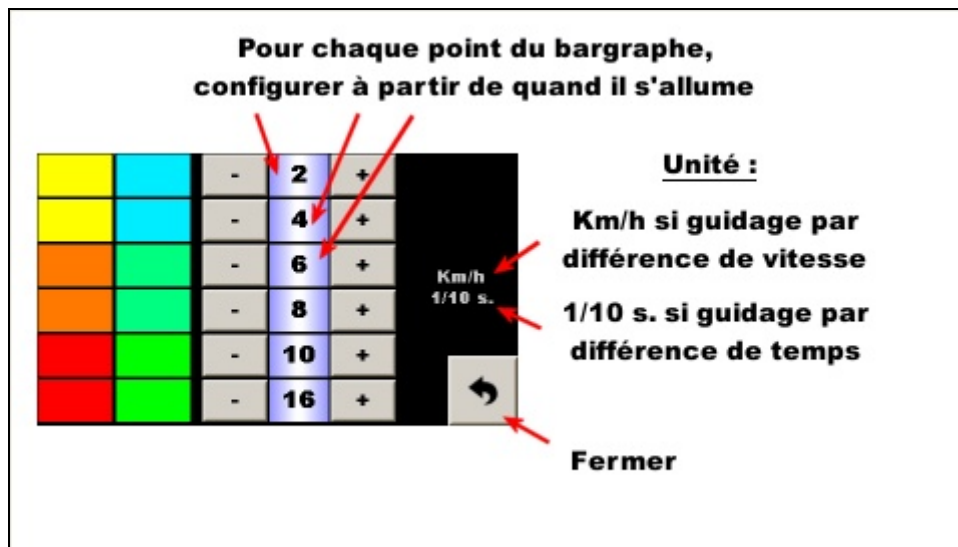 Pour chaque point du bargraphe,
configurer à partir de quand il s'allume
- 2 +
- 4 +
- 6 +
- 8 +
- 10 +
- 16 +
Km/h
1/10 s.
Unité :
Km/h si guidage par
différence de vitesse
1/10 s. si guidage par
différence de temps
Fermer